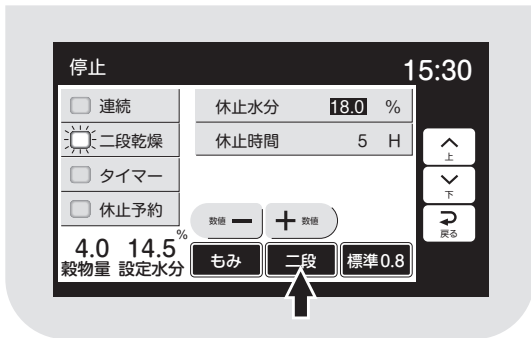 停止 15:30
連続
二段乾燥
タイマー
休止予約
休止水分 18.0 %
休止時間 5 H
数値 − + 数値
上
下
戻る
4.0 14.5%
穀物量 設定水分
もみ 二段 標準0.8